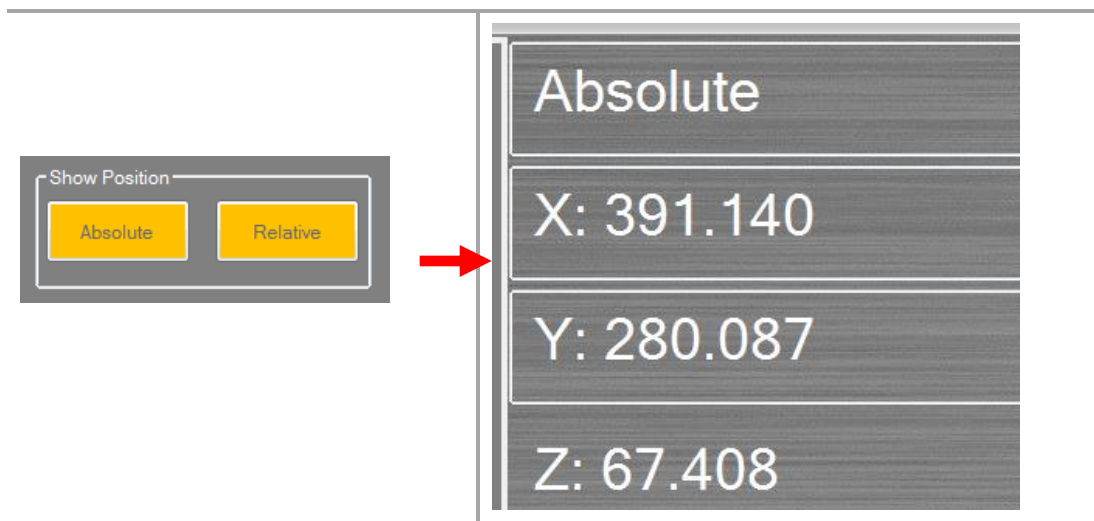 Show Position
Absolute Relative
Absolute
X: 391.140
Y: 280.087
Z: 67.408